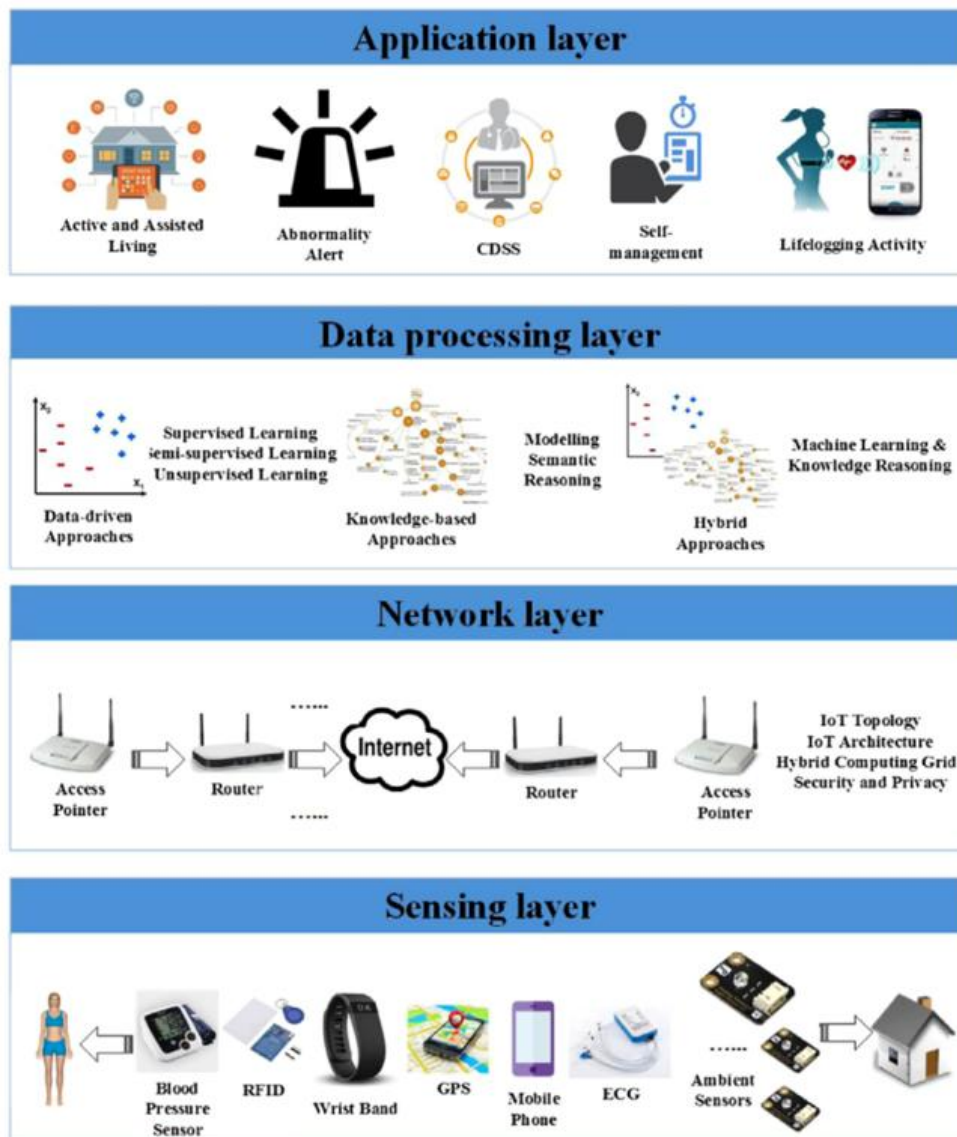 Application layer
Active and Assisted
Living
Abnormality
Alert
CDSS
Self-
management
Lifelogging Activity
Data processing layer
X₂
X₁
Data-driven
Approaches
Supervised Learning
Semi-supervised Learning
Unsupervised Learning
Knowledge-based
Approaches
Modelling
Semantic
Reasoning
Hybrid
Approaches
Machine Learning &
Knowledge Reasoning
Network layer
Access
Pointer
Router
......
Internet
......
Router
Access
Pointer
IoT Topology
IoT Architecture
Hybrid Computing Grid
Security and Privacy
Sensing layer
Blood
Pressure
Sensor
RFID
Wrist Band
GPS
Mobile
Phone
ECG
......
Ambient
Sensors